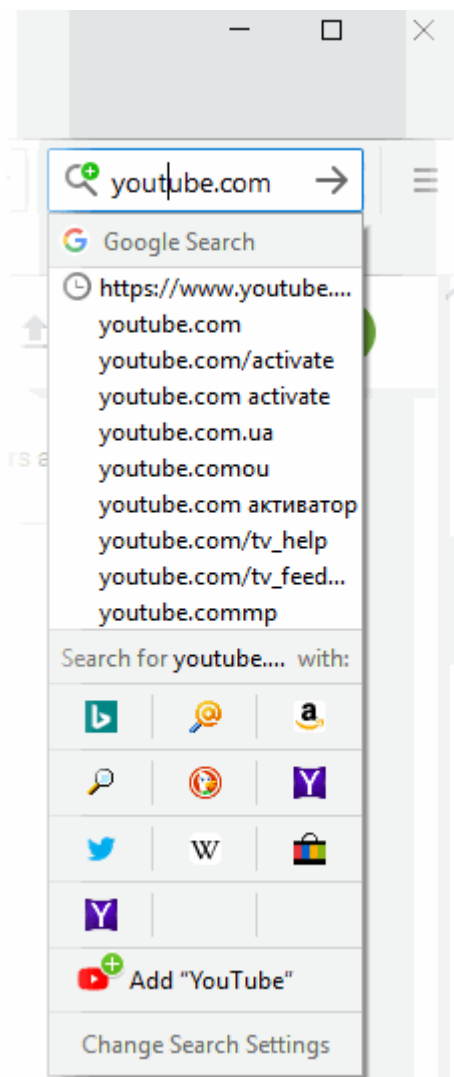 youtube.com
Google Search
https://www.youtube....
youtube.com
youtube.com/activate
youtube.com activate
youtube.com.ua
youtube.comou
youtube.com активатор
youtube.com/tv_help
youtube.com/tv_feed...
youtube.commp
Search for youtube.... with:
Add “YouTube”
Change Search Settings